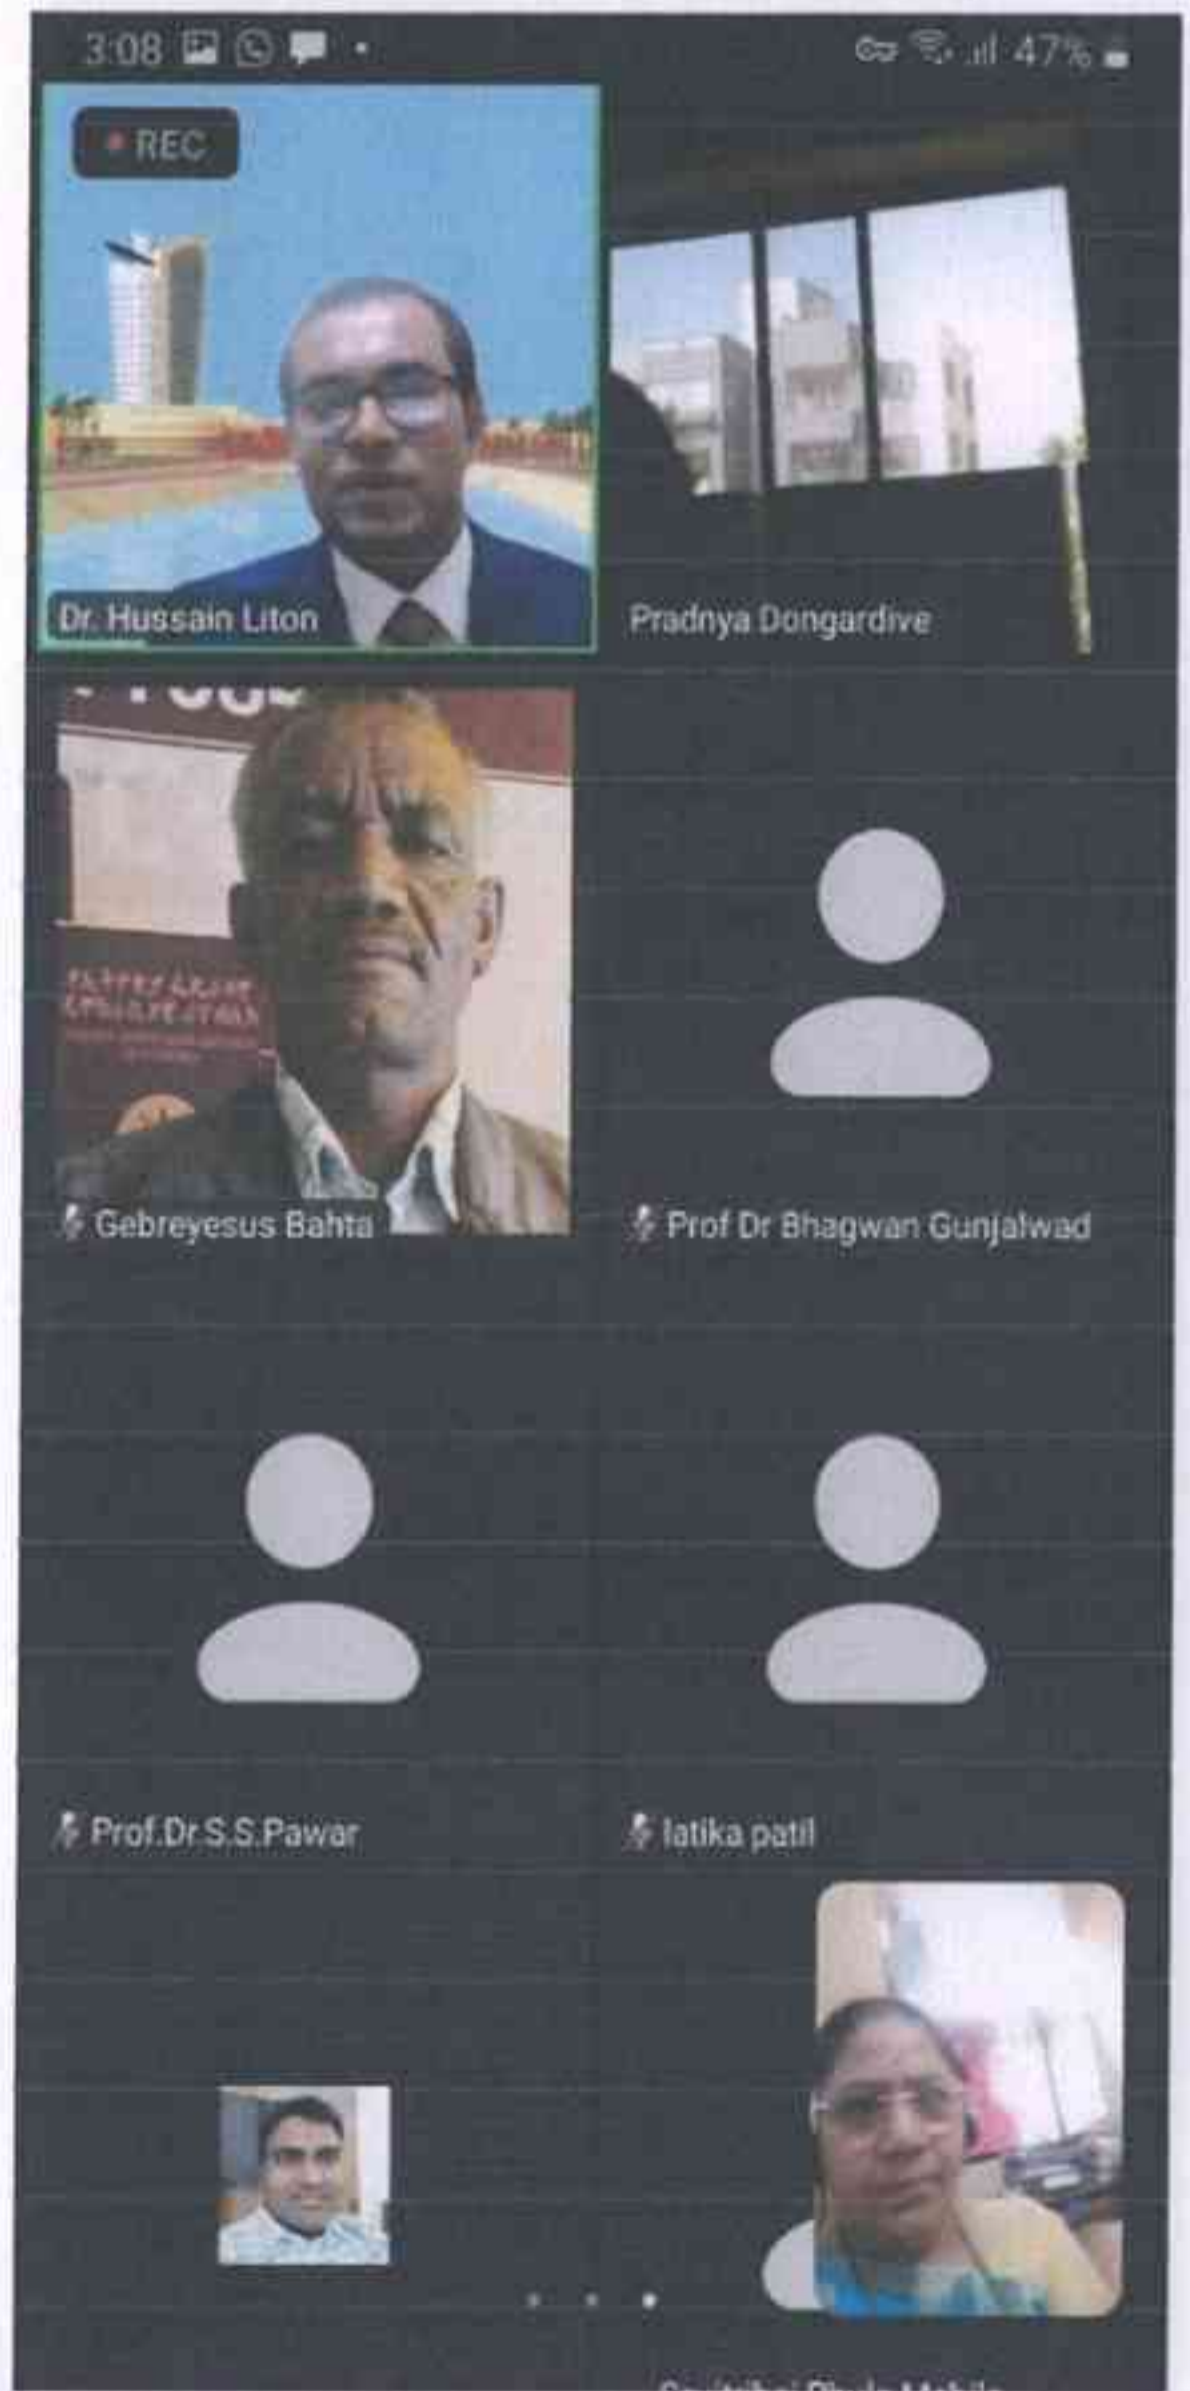 3:08 47%
REC
Dr. Hussain Liton
Pradnya Dongardive
Gebreyesus Bahta
Prof Dr Bhagwan Gunjalwad
Prof.Dr.S.S.Pawar
latika patil